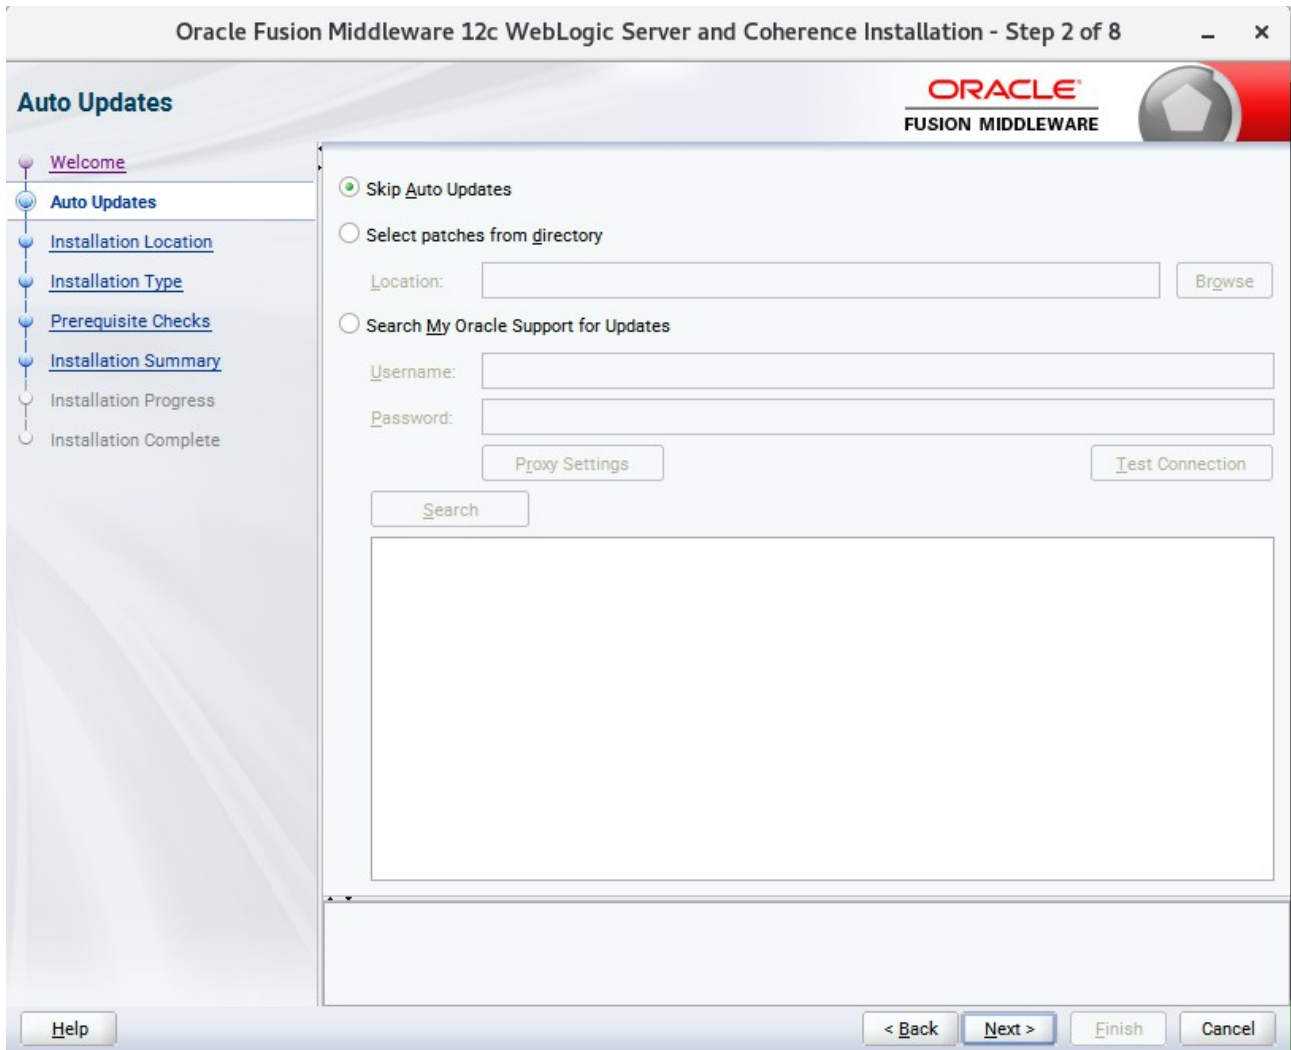 Oracle Fusion Middleware 12c WebLogic Server and Coherence Installation - Step 2 of 8
Auto Updates
ORACLE
FUSION MIDDLEWARE
Welcome
Auto Updates
Installation Location
Installation Type
Prerequisite Checks
Installation Summary
Installation Progress
Installation Complete
Skip Auto Updates
Select patches from directory
Location:
Browse
Search My Oracle Support for Updates
Username:
Password:
Proxy Settings
Test Connection
Search
Help
< Back
Next >
Finish
Cancel